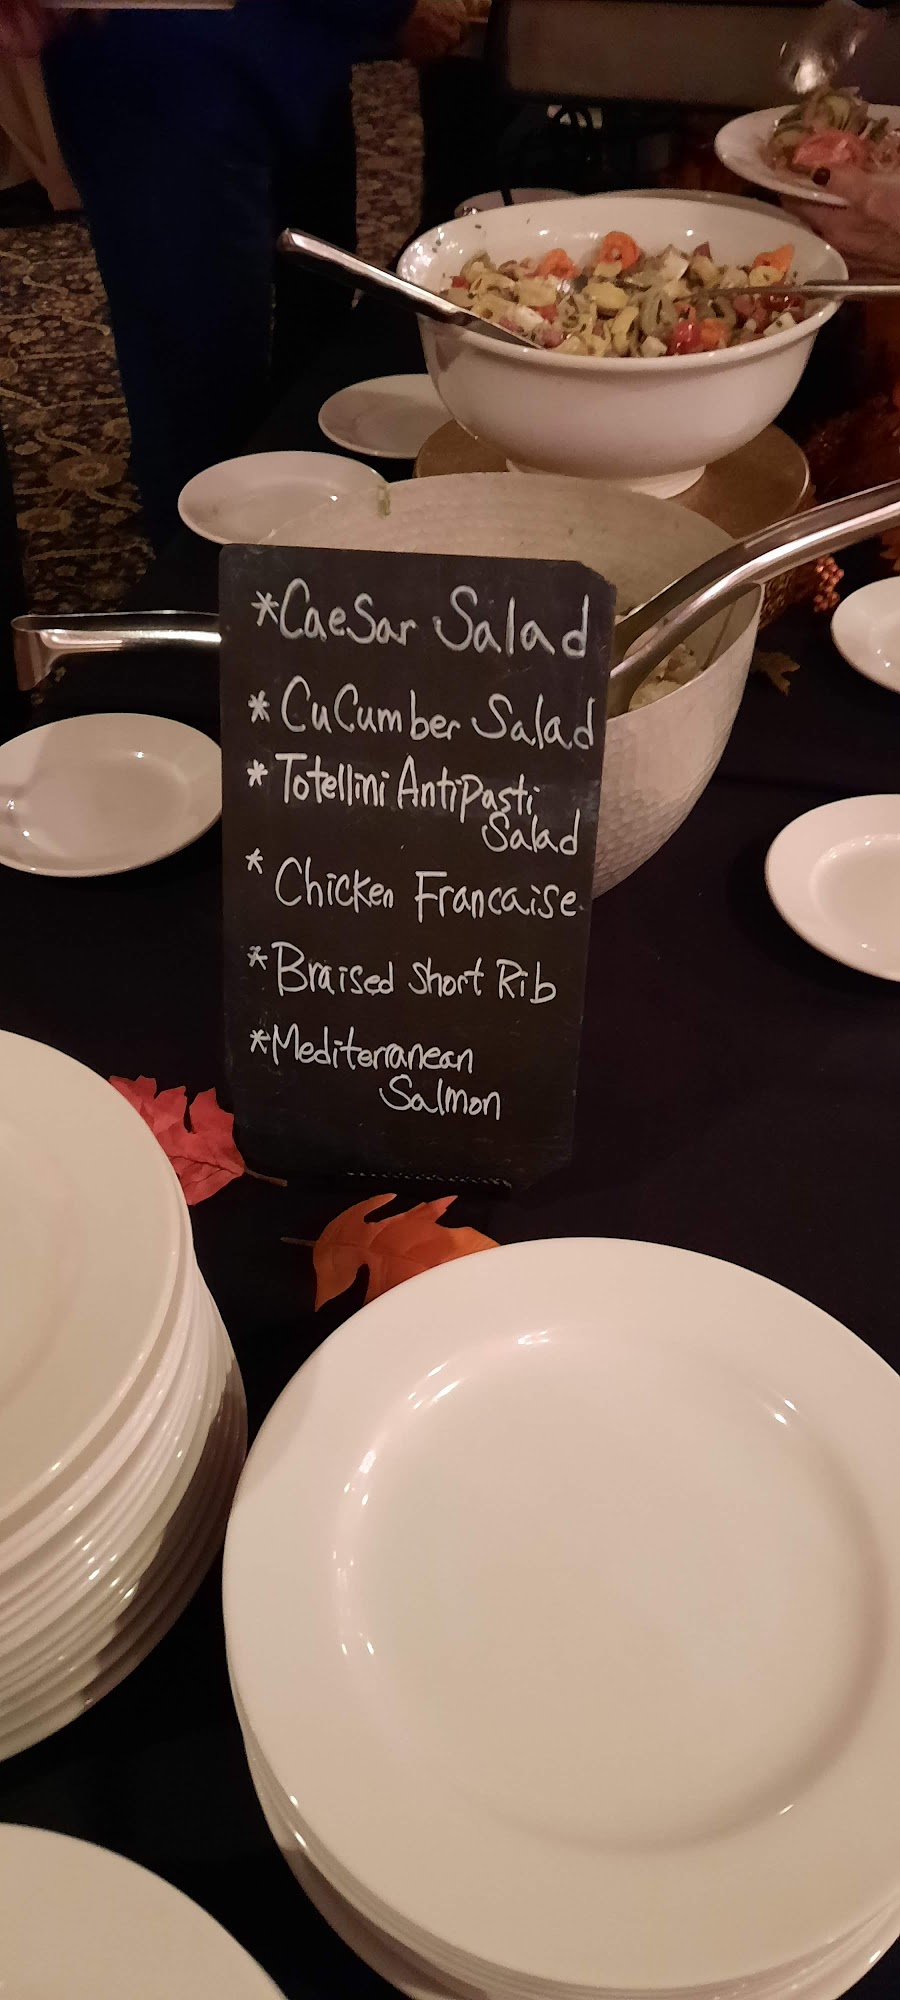 *Caesar Salad
* Cucumber Salad
* Totellini Antipasti
Salad
* Chicken Francaise
*Braised Short Rib
*Mediterranean
Salmon